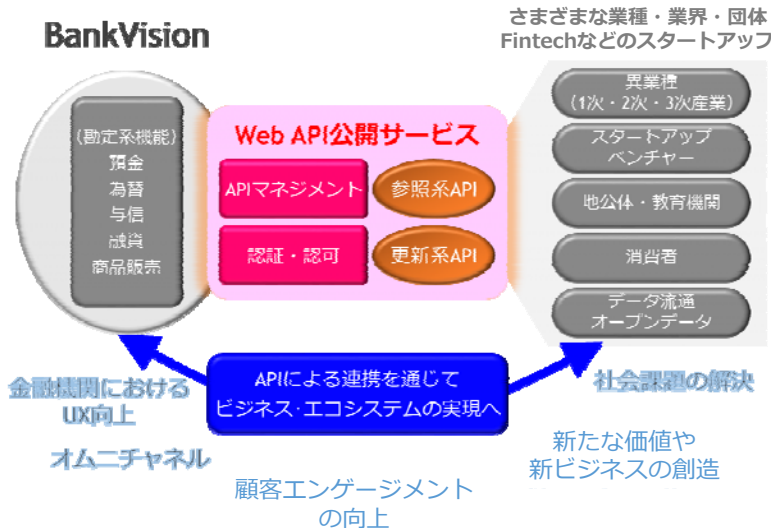 BankVision
さまざまな業種・業界・団体
Fintechなどのスタートアップ
(勘定系機能)
預金
為替
与信
融資
商品販売
Web API公開サービス
APIマネジメント
参照系API
認証・認可
更新系API
異業種
(1次・2次・3次産業)
スタートアップ
ベンチャー
地公体・教育機関
消費者
データ流通
オープンデータ
APIによる連携を通じて
ビジネス・エコシステムの実現へ
金融機関における
UX向上
オムニチャネル
顧客エンゲージメント
の向上
社会課題の解決
新たな価値や
新ビジネスの創造